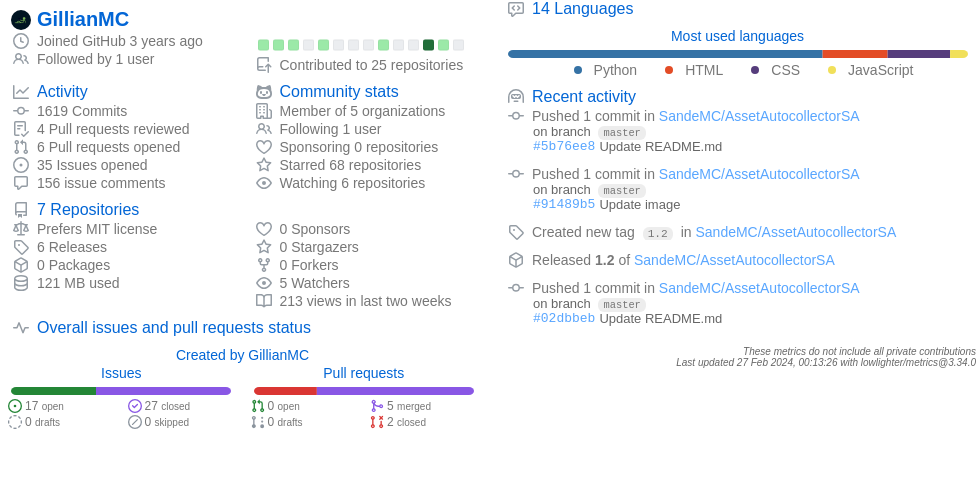 GillianMC
Joined GitHub 3 years ago
Followed by 1 user
Contributed to 25 repositories
Activity
1619 Commits
4 Pull requests reviewed
6 Pull requests opened
35 Issues opened
156 issue comments
Community stats
Member of 5 organizations
Following 1 user
Sponsoring 0 repositories
Starred 68 repositories
Watching 6 repositories
7 Repositories
Prefers MIT license
6 Releases
0 Packages
121 MB used
0 Sponsors
0 Stargazers
0 Forkers
5 Watchers
213 views in last two weeks
Overall issues and pull requests status
Created by GillianMC
Issues
17 open
27 closed
0 drafts
0 skipped
Pull requests
0 open
5 merged
0 drafts
2 closed
14 Languages
Most used languages
Python HTML CSS JavaScript
Recent activity
Pushed 1 commit in SandeMC/AssetAutocollectorSA
on branch master
#5b76ee8 Update README.md
Pushed 1 commit in SandeMC/AssetAutocollectorSA
on branch master
#91489b5 Update image
Created new tag 1.2 in SandeMC/AssetAutocollectorSA
Released 1.2 of SandeMC/AssetAutocollectorSA
Pushed 1 commit in SandeMC/AssetAutocollectorSA
on branch master
#02dbbeb Update README.md
These metrics do not include all private contributions
Last updated 27 Feb 2024, 00:13:26 with lowlighter/metrics@3.34.0